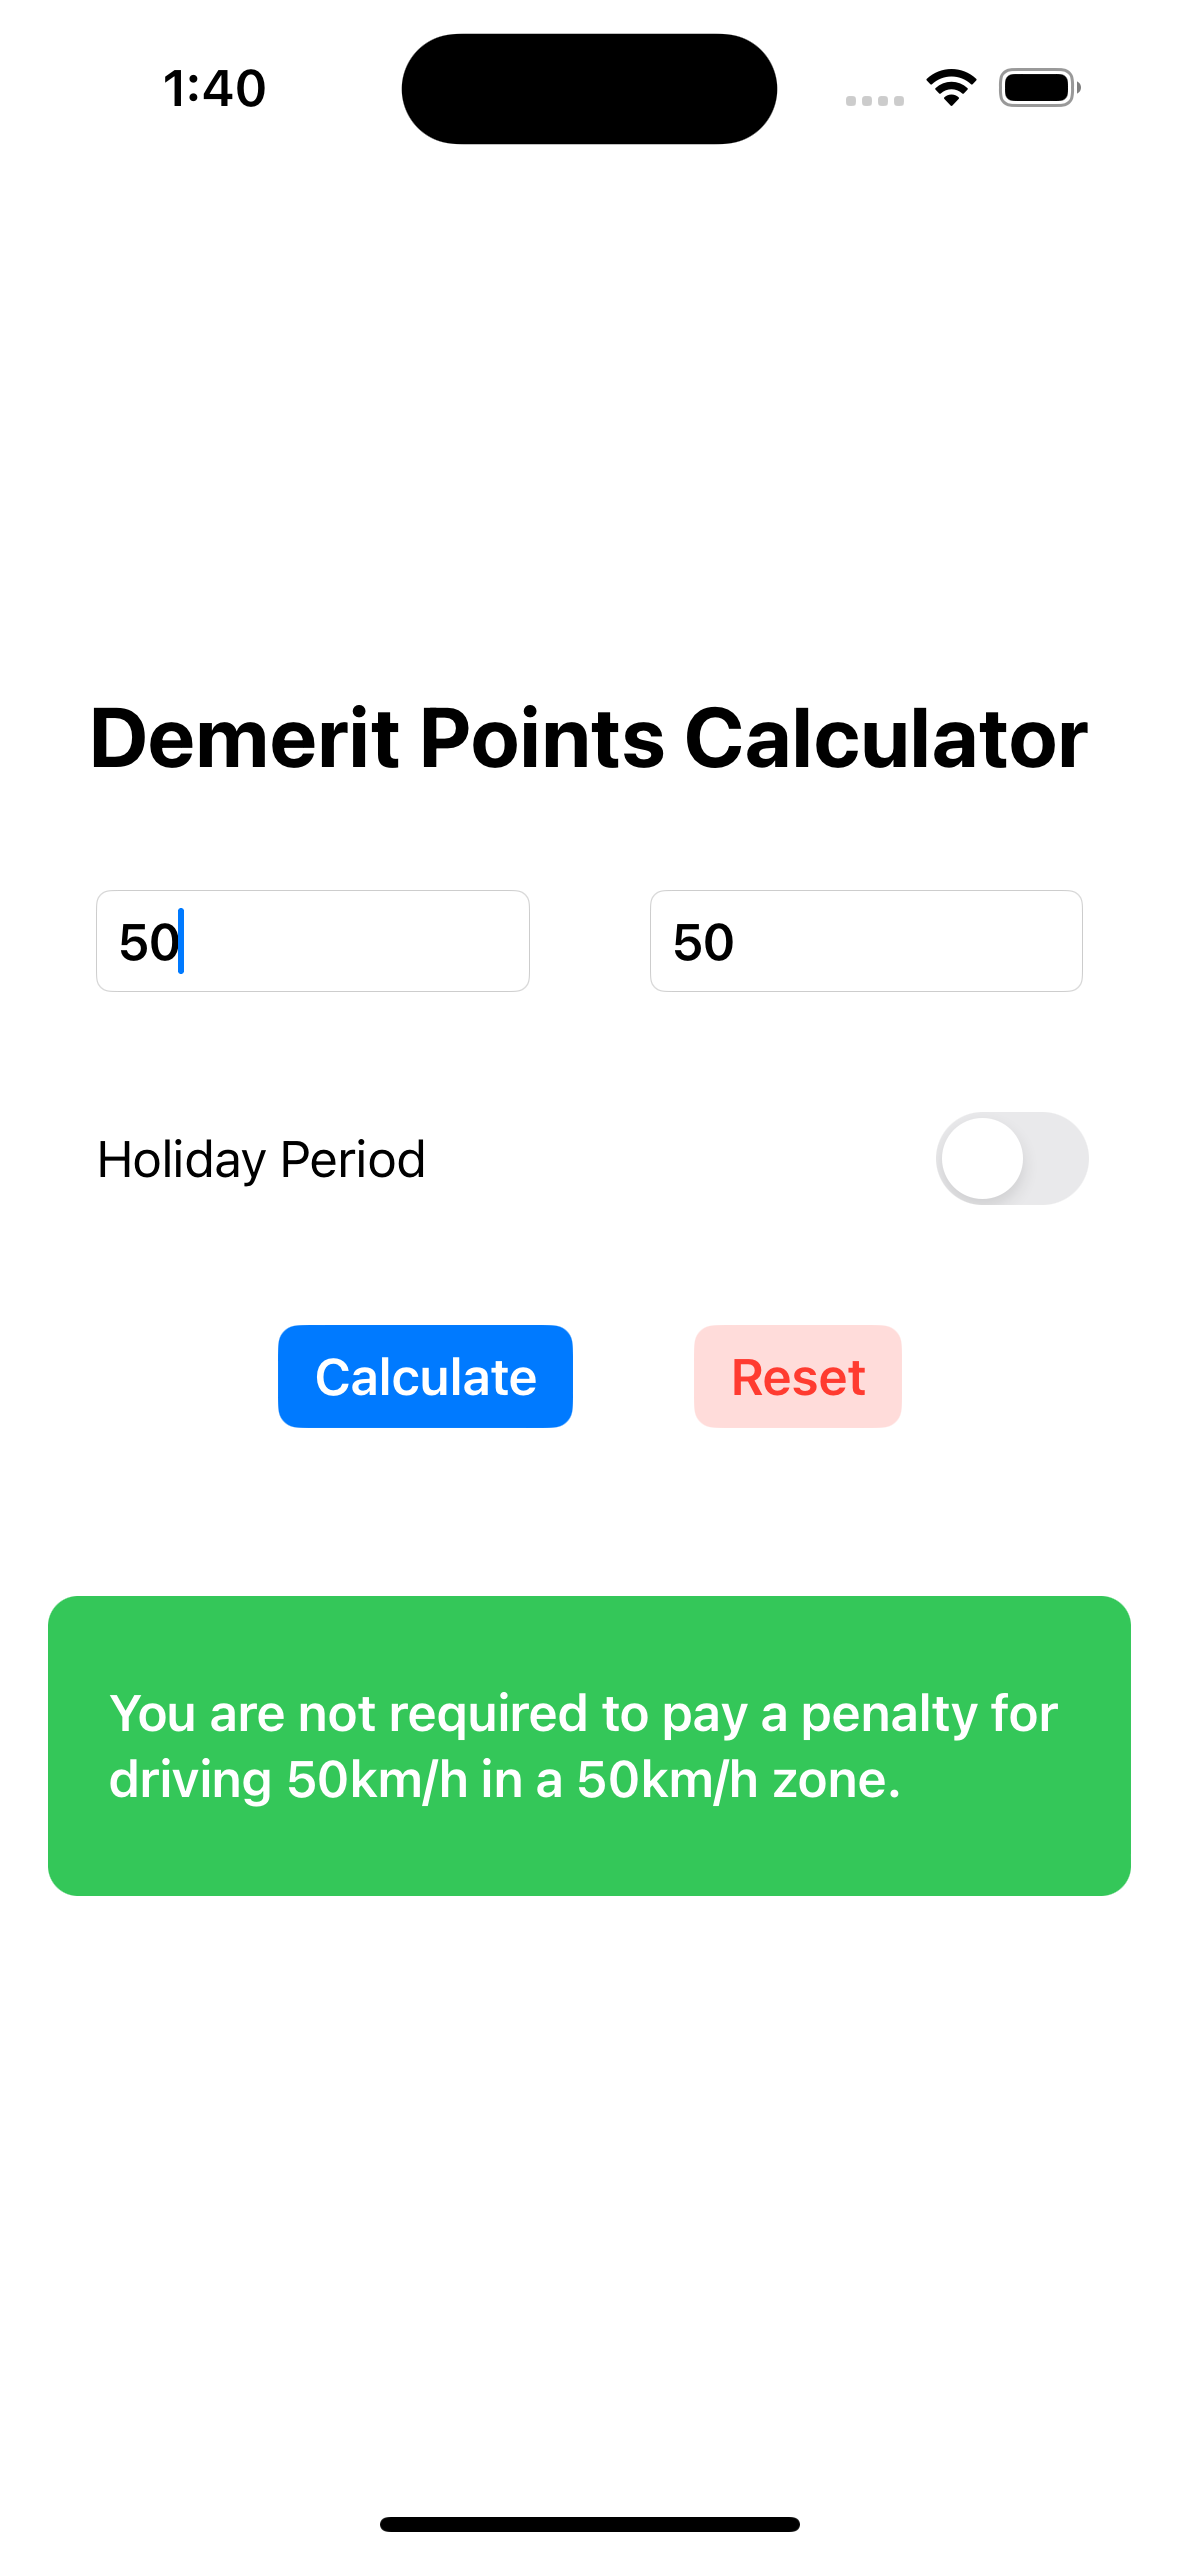 1:40
Demerit Points Calculator
50
50
Holiday Period
Calculate
Reset
You are not required to pay a penalty for
driving 50km/h in a 50km/h zone.